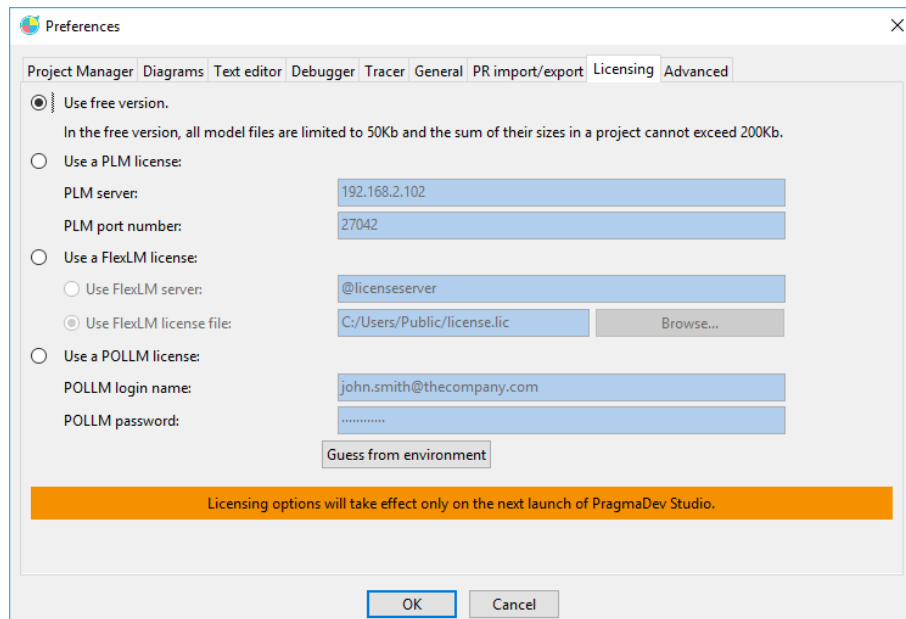 Preferences
Project Manager Diagrams Text editor Debugger Tracer General PR import/export Licensing Advanced
Use free version.
In the free version, all model files are limited to 50Kb and the sum of their sizes in a project cannot exceed 200Kb.
Use a PLM license:
PLM server: 192.168.2.102
PLM port number: 27042
Use a FlexLM license:
Use FlexLM server: @licenseserver
Use FlexLM license file: C:/Users/Public/license.lic Browse...
Use a POLLM license:
POLLM login name: john.smith@thecompany.com
POLLM password: ••••••••••••
Guess from environment
Licensing options will take effect only on the next launch of PragmaDev Studio.
OK Cancel